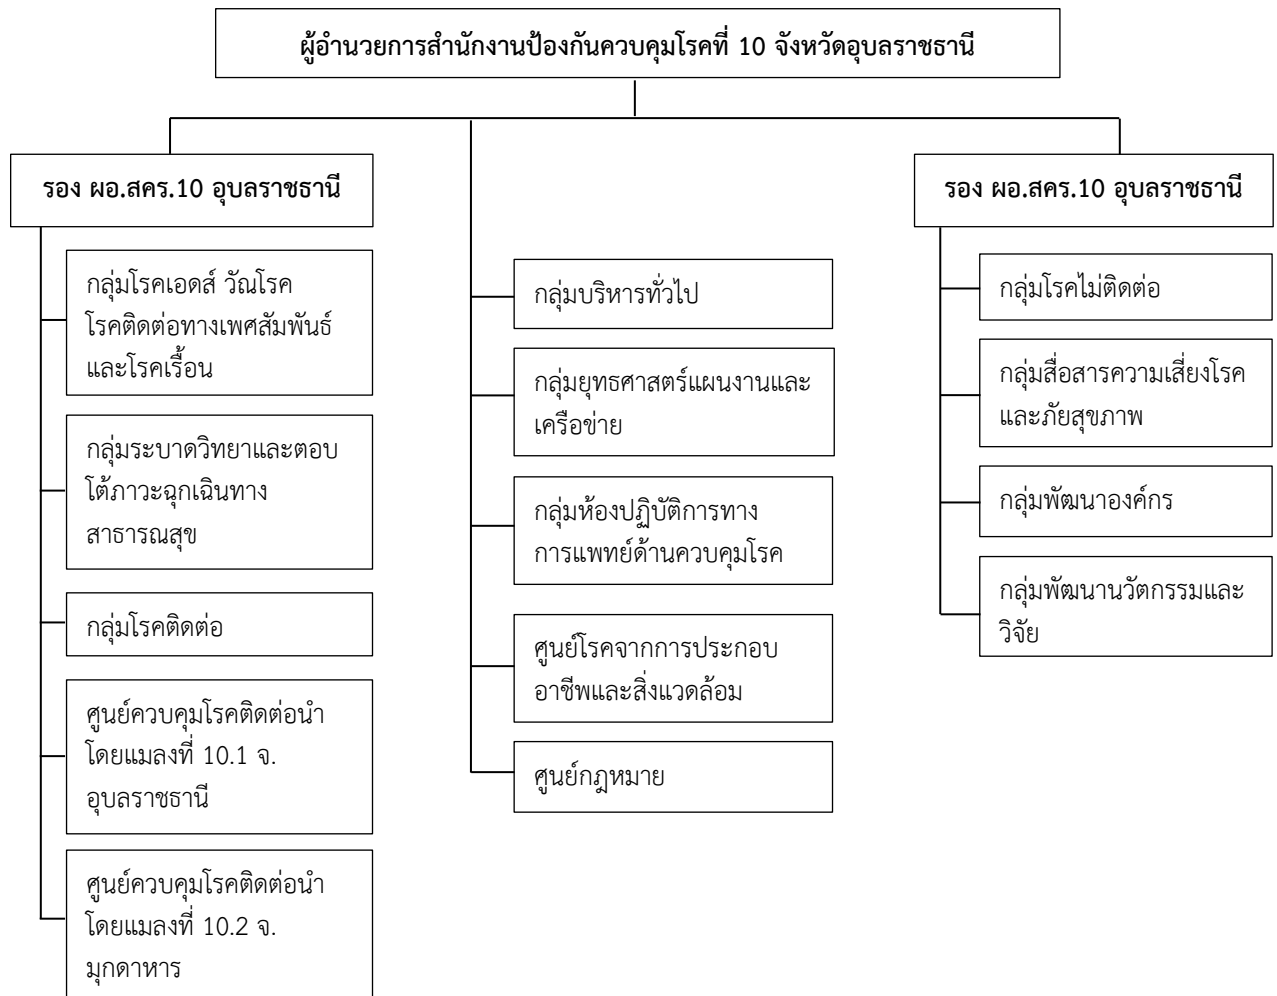 ผู้อำนวยการสำนักงานป้องกันควบคุมโรคที่ 10 จังหวัดอุบลราชธานี
รอง ผอ.สคร.10 อุบลราชธานี
กลุ่มโรคเอดส์ วัณโรค
โรคติดต่อทางเพศสัมพันธ์
และโรคเรื้อน
กลุ่มระบาดวิทยาและตอบ
โต้ภาวะฉุกเฉินทาง
สาธารณสุข
กลุ่มโรคติดต่อ
ศูนย์ควบคุมโรคติดต่อนำ
โดยแมลงที่ 10.1 จ.
อุบลราชธานี
ศูนย์ควบคุมโรคติดต่อนำ
โดยแมลงที่ 10.2 จ.
มุกดาหาร
กลุ่มบริหารทั่วไป
กลุ่มยุทธศาสตร์แผนงานและ
เครือข่าย
กลุ่มห้องปฏิบัติการทาง
การแพทย์ด้านควบคุมโรค
ศูนย์โรคจากการประกอบ
อาชีพและสิ่งแวดล้อม
ศูนย์กฎหมาย
รอง ผอ.สคร.10 อุบลราชธานี
กลุ่มโรคไม่ติดต่อ
กลุ่มสื่อสารความเสี่ยงโรค
และภัยสุขภาพ
กลุ่มพัฒนาองค์กร
กลุ่มพัฒนานวัตกรรมและ
วิจัย